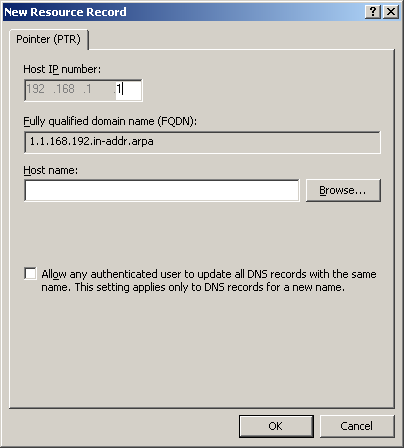 New Resource Record
Pointer (PTR)
Host IP number:
192 .168 .1 .1
Fully qualified domain name (FQDN):
1.1.168.192.in-addr.arpa
Host name:
Browse...
Allow any authenticated user to update all DNS records with the same
name. This setting applies only to DNS records for a new name.
OK Cancel